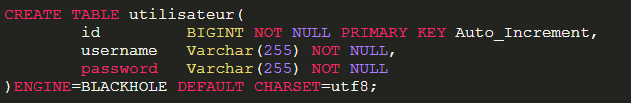 CREATE TABLE utilisateur(
id BIGINT NOT NULL PRIMARY KEY Auto_Increment,
username Varchar(255) NOT NULL,
password Varchar(255) NOT NULL
)ENGINE=BLACKHOLE DEFAULT CHARSET=utf8;